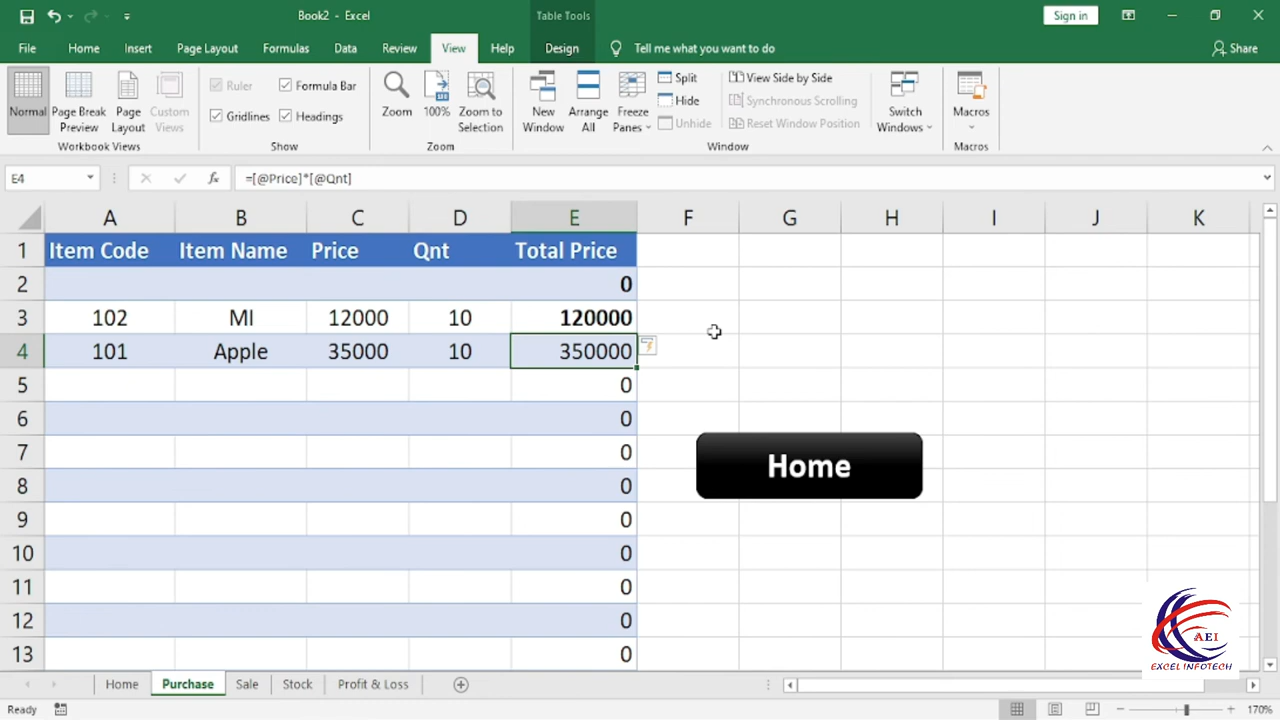 Book2 - Excel
Table Tools
Sign in
File Home Insert Page Layout Formulas Data Review View Help Design Tell me what you want to do Share
Normal
Page Break Preview
Page Layout
Custom Views
Workbook Views
Ruler
Formula Bar
Gridlines
Headings
Show
Zoom
100%
Zoom to Selection
Zoom
New Window
Arrange All
Freeze Panes
Split
Hide
Unhide
View Side by Side
Synchronous Scrolling
Reset Window Position
Window
Switch Windows
Macros
Macros
E4
fx
=[@Price]*[@Qnt]
A B C D E F G H I J K
1 Item Code Item Name Price Qnt Total Price
2 0
3 102 MI 12000 10 120000
4 101 Apple 35000 10 350000
5 0
6 0
7 0
8 0
9 0
10 0
11 0
12 0
13 0
Home
AEI
EXCEL INFOTECH
Home Purchase Sale Stock Profit & Loss
Ready
170%